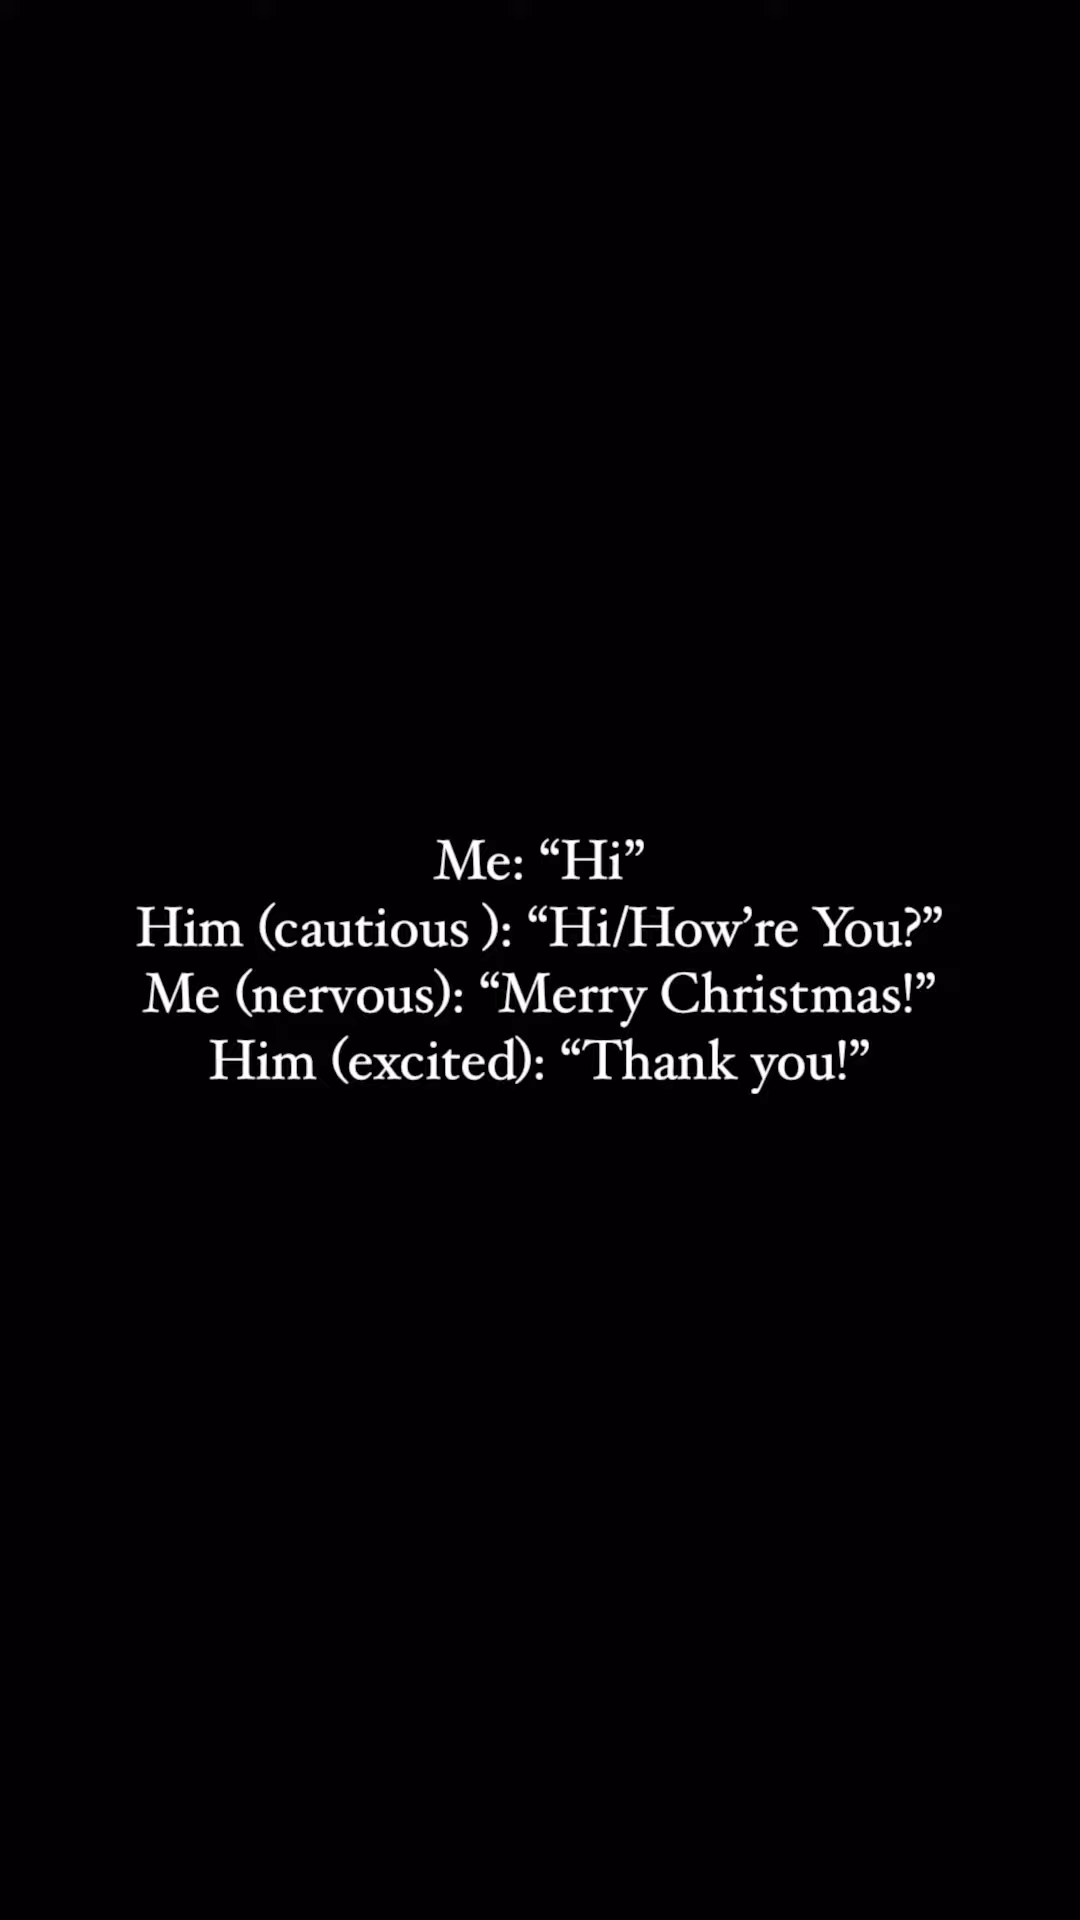 Me: “Hi”
Him (cautious ): “Hi/How’re You?”
Me (nervous): “Merry Christmas!”
Him (excited): “Thank you!”